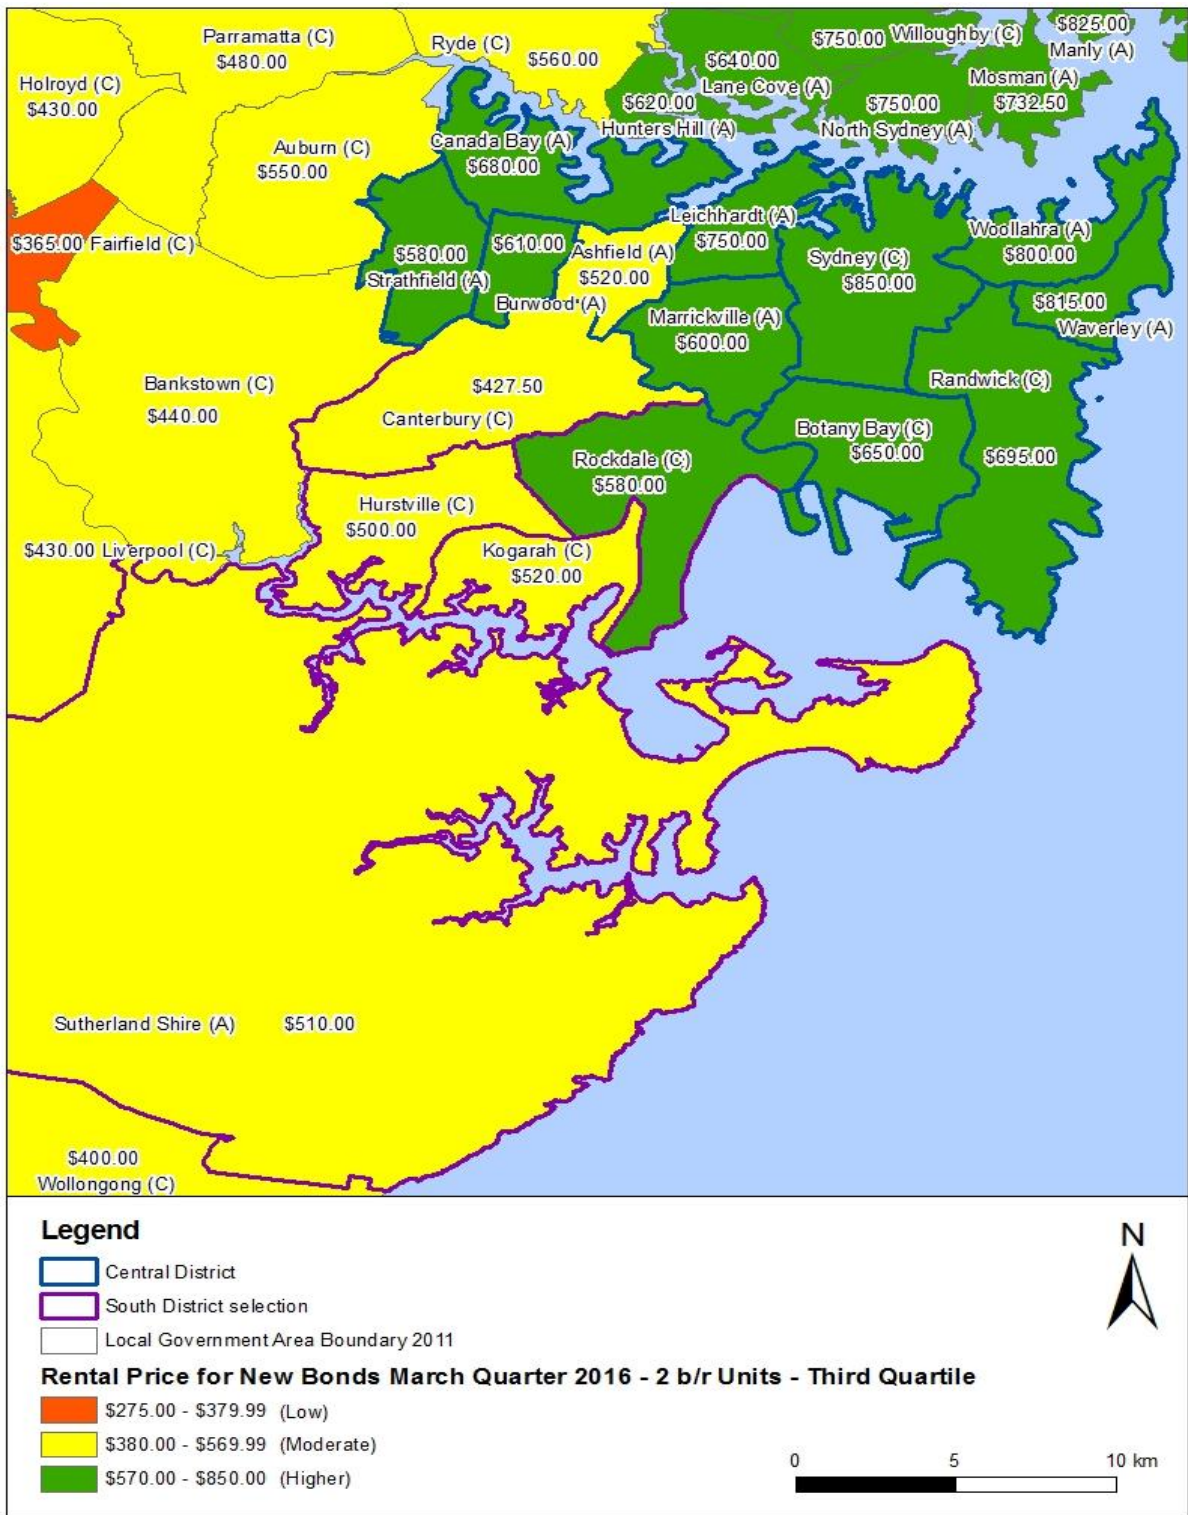 Parramatta (C)
$480.00
Ryde (C)
$560.00
$750.00 Willoughby (C)
$825.00
Manly (A)
Holroyd (C)
$430.00
$640.00
Lane Cove (A)
Mosman (A)
$732.50
$620.00
Hunters Hill (A)
$750.00
North Sydney (A)
Auburn (C)
$550.00
Canada Bay (A)
$680.00
$365.00 Fairfield (C)
$580.00
Strathfield (A)
$610.00
Burwood (A)
Ashfield (A)
$520.00
Leichhardt (A)
$750.00
Sydney (C)
$850.00
Woollahra (A)
$800.00
$815.00
Waverley (A)
Marrickville (A)
$600.00
Bankstown (C)
$440.00
$427.50
Canterbury (C)
Randwick (C)
$695.00
Botany Bay (C)
$650.00
Rockdale (C)
$580.00
Hurstville (C)
$500.00
$430.00 Liverpool (C)
Kogarah (C)
$520.00
Sutherland Shire (A) $510.00
$400.00
Wollongong (C)
Legend
Central District
South District selection
Local Government Area Boundary 2011
Rental Price for New Bonds March Quarter 2016 - 2 b/r Units - Third Quartile
$275.00 - $379.99 (Low)
$380.00 - $569.99 (Moderate)
$570.00 - $850.00 (Higher)
N
0 5 10 km